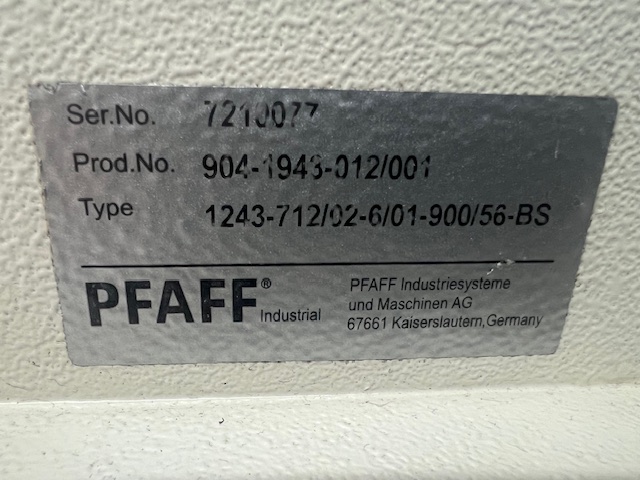 Ser.No. 7210077
Prod.No. 904-1943-012/001
Type 1243-712/02-6/01-900/56-BS
PFAFF® Industrial
PFAFF Industriesysteme
und Maschinen AG
67661 Kaiserslautern,Germany